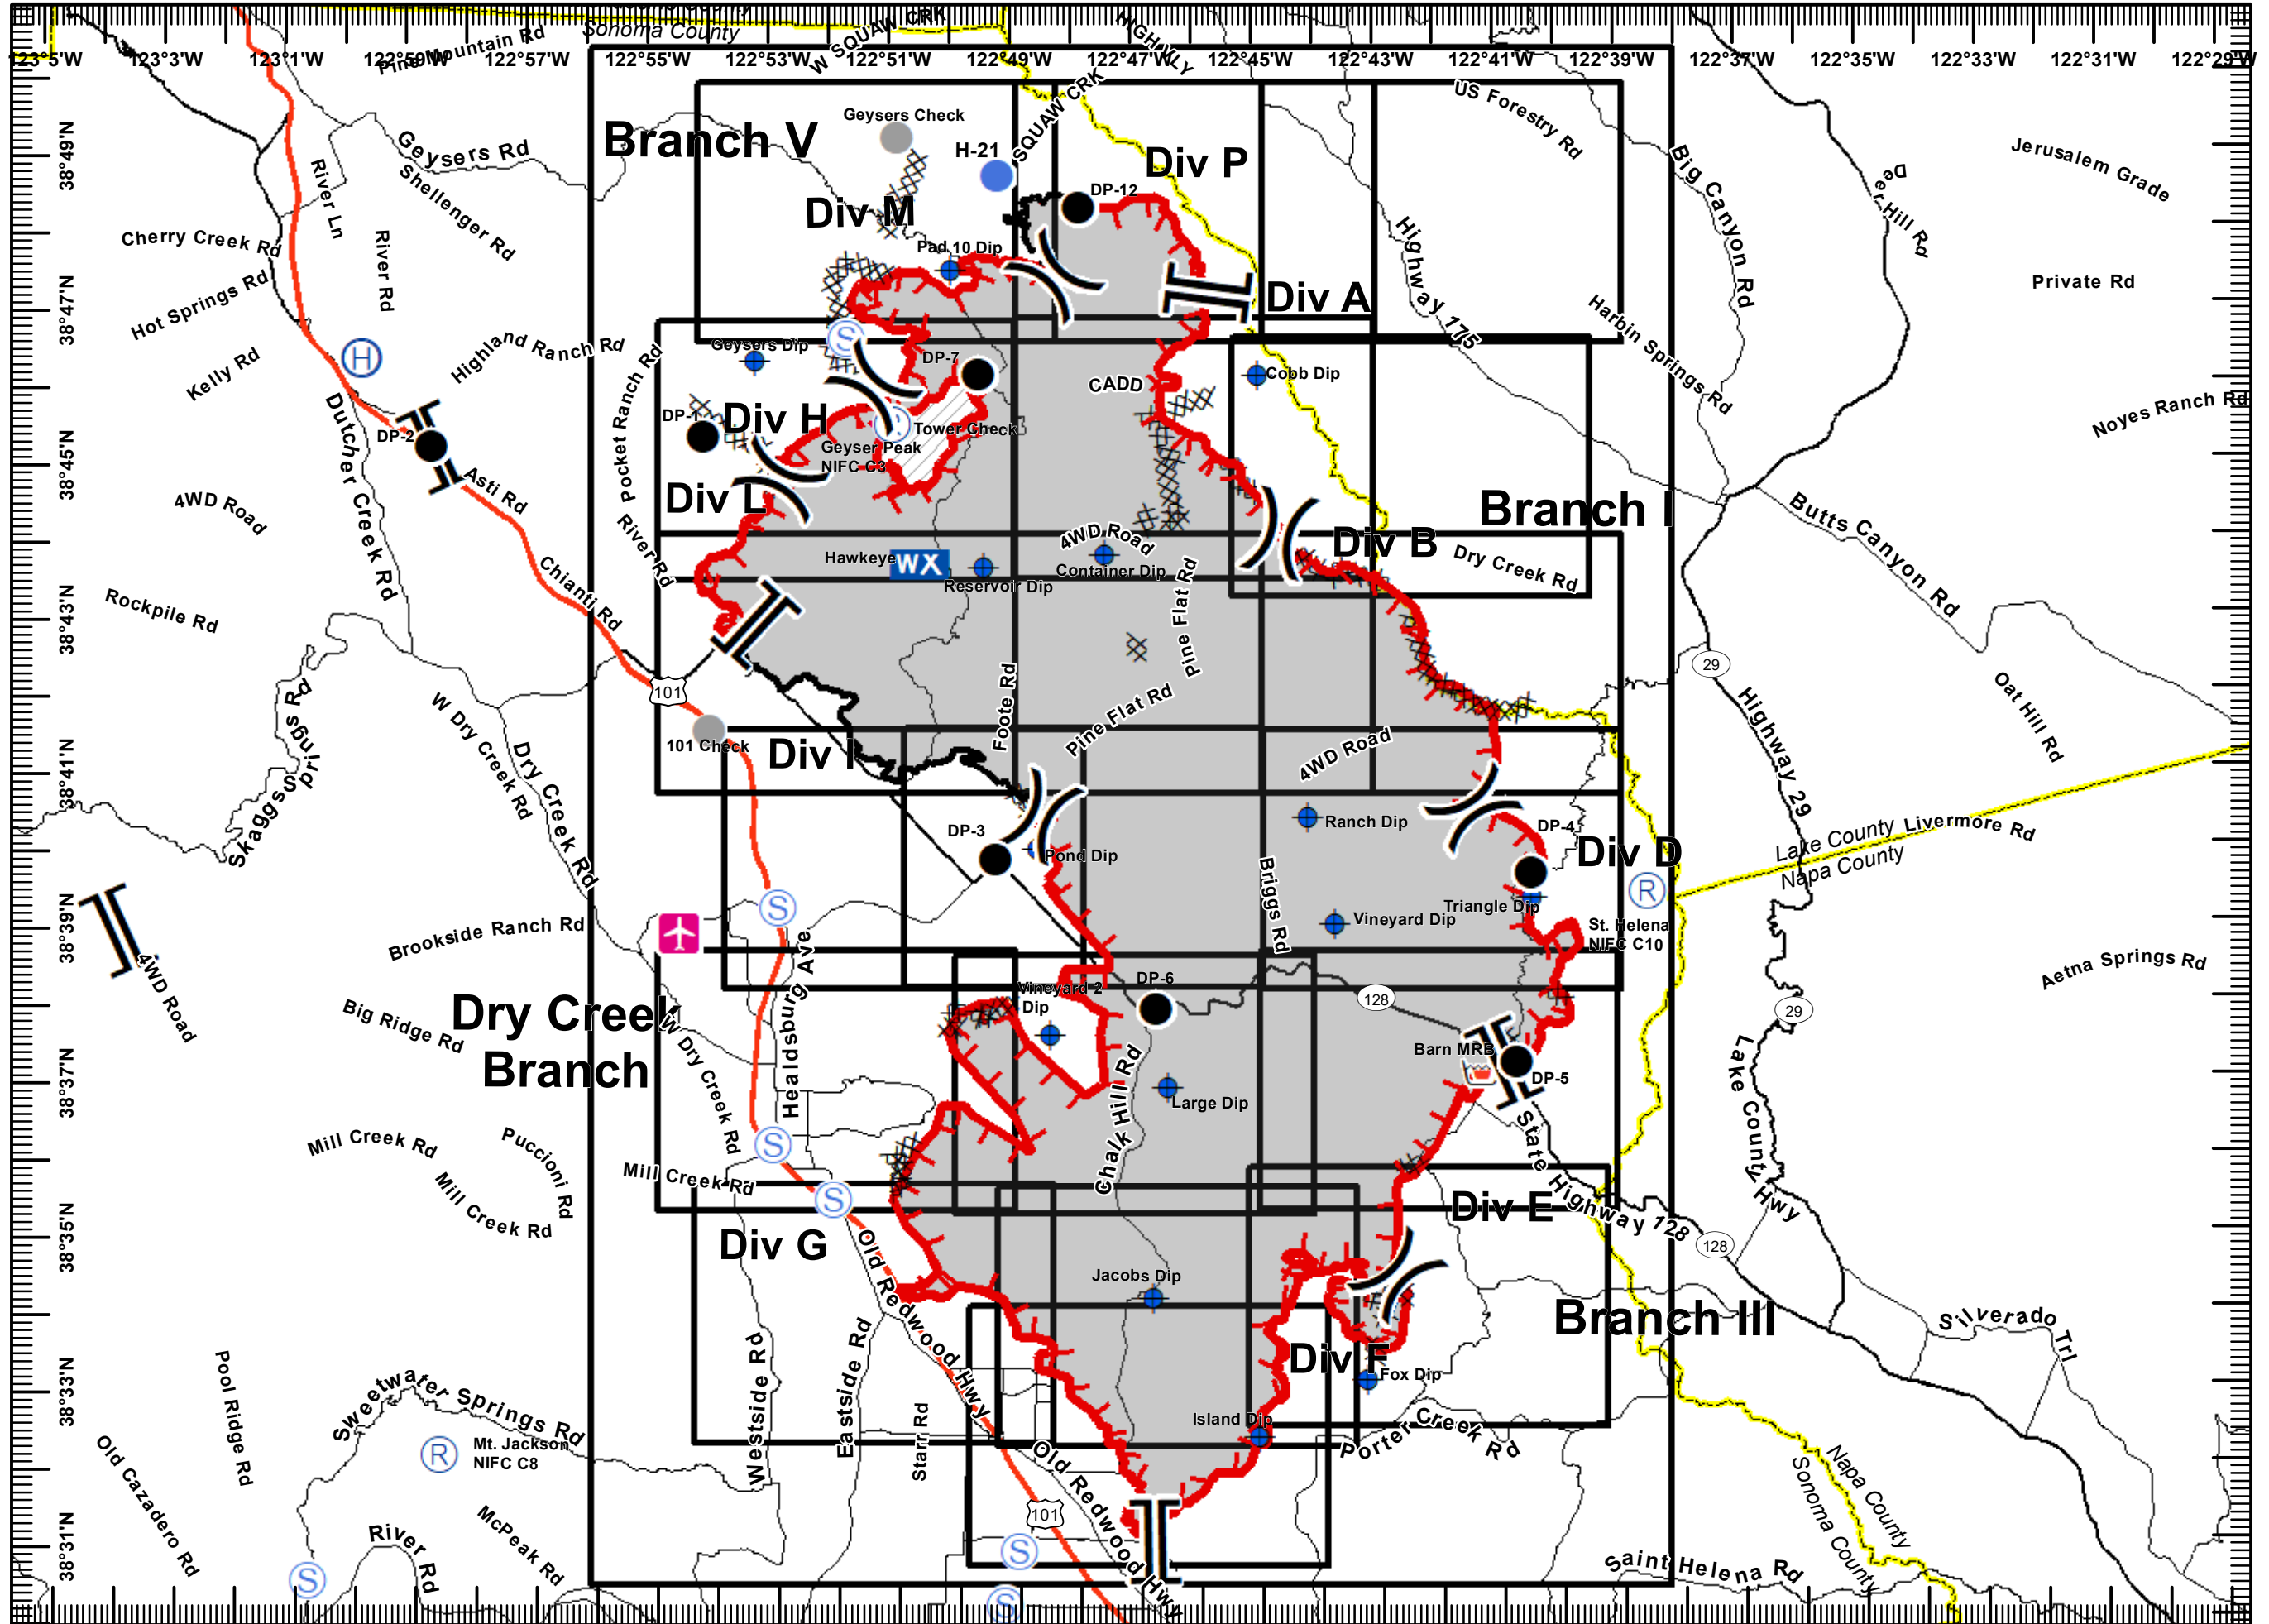 Sonoma County
Pine Mountain Rd
W SQUAW CRK
HIGH VLY
123°5'W
123°3'W
123°1'W
122°59'W
122°57'W
122°55'W
122°53'W
122°51'W
122°49'W
122°47'W
122°45'W
122°43'W
122°41'W
122°39'W
122°37'W
122°35'W
122°33'W
122°31'W
122°29'W
38°49'N
38°47'N
38°45'N
38°43'N
38°41'N
38°39'N
38°37'N
38°35'N
38°33'N
38°31'N
Branch V
Geysers Check
H-21
SQUAW CRK
Div P
US Forestry Rd
Big Canyon Rd
Deer Hill Rd
Jerusalem Grade
Geysers Rd
Shellenger Rd
River Ln
River Rd
Cherry Creek Rd
Hot Springs Rd
Kelly Rd
Highland Ranch Rd
H
Div M
DP-12
Pad 10 Dip
Div A
Highway 175
Harbin Springs Rd
Private Rd
Noyes Ranch Rd
Geysers Dip
S
DP-7
CADD
Cobb Dip
Pocket Ranch Rd
DP-1
Div H
Tower Check
Geyser Peak
NIFC C3
DP-2
Asti Rd
Dutcher Creek Rd
4WD Road
Div L
River Rd
Chianti Rd
Rockpile Rd
Hawkeye
WX
Reservoir Dip
4WD Road
Container Dip
Pine Flat Rd
Div B
Branch I
Dry Creek Rd
Butts Canyon Rd
29
Highway 29
Oat Hill Rd
Skaggs Springs Rd
W Dry Creek Rd
Dry Creek Rd
101
101 Check
Div I
Foote Rd
Pine Flat Rd
4WD Road
DP-3
Pond Dip
Ranch Dip
DP-4
Div D
Lake County
Napa County
Livermore Rd
R
Briggs Rd
Vineyard Dip
Triangle Dip
St. Helena
NIFC C10
S
Brookside Ranch Rd
4WD Road
Healdsburg Ave
Aetna Springs Rd
Dry Creek
Branch
Big Ridge Rd
W Dry Creek Rd
Vineyard 2
Dip
DP-6
128
29
Barn MRB
DP-5
Large Dip
Chalk Hill Rd
Lake County Hwy
State Highway 128
Mill Creek Rd
Puccioni Rd
Mill Creek Rd
S
Mill Creek Rd
S
Div E
128
Div G
Old Redwood Hwy
Jacobs Dip
Branch III
Silverado Trl
Div F
Fox Dip
Westside Rd
Eastside Rd
Starr Rd
Island Dip
Porter Creek Rd
Sweetwater Springs Rd
Pool Ridge Rd
Old Cazadero Rd
R
Mt. Jackson
NIFC C8
McPeak Rd
River Rd
S
Old Redwood Hwy
101
S
S
Napa County
Sonoma County
Saint Helena Rd